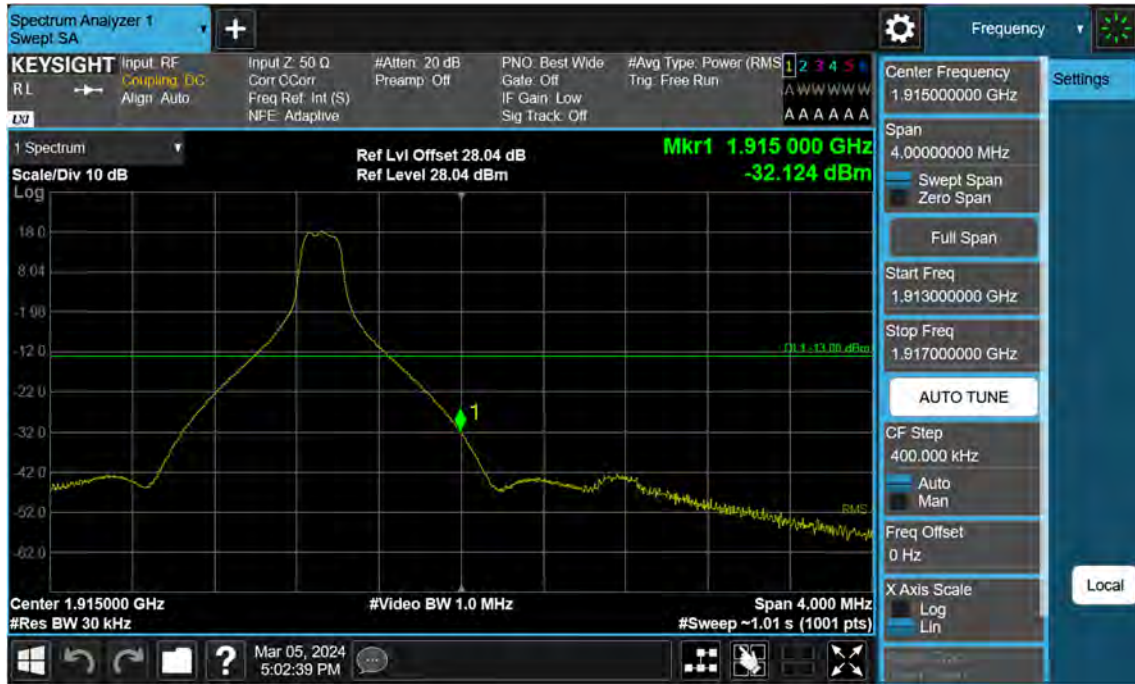 Spectrum Analyzer 1
Swept SA
+
Frequency
KEYSIGHT
RL
LXI
Input: RF
Coupling: DC
Align: Auto
Input Z: 50 Ω
Corr CCorr
Freq Ref: Int (S)
NFE: Adaptive
#Atten: 20 dB
Preamp: Off
PNO: Best Wide
Gate: Off
IF Gain: Low
Sig Track: Off
#Avg Type: Power (RMS
Trig: Free Run
1 2 3 4 5 6
A W W W W W
A A A A A A
1 Spectrum
Scale/Div 10 dB
Ref Lvl Offset 28.04 dB
Ref Level 28.04 dBm
Mkr1 1.915 000 GHz
-32.124 dBm
Log
18.0
8.04
-1.96
-12.0
-22.0
-32.0
-42.0
-52.0
-62.0
DL1 -13.00 dBm
1
RMS
Center 1.915000 GHz
#Res BW 30 kHz
#Video BW 1.0 MHz
Span 4.000 MHz
#Sweep ~1.01 s (1001 pts)
Center Frequency
1.915000000 GHz
Settings
Span
4.00000000 MHz
Swept Span
Zero Span
Full Span
Start Freq
1.913000000 GHz
Stop Freq
1.917000000 GHz
AUTO TUNE
CF Step
400.000 kHz
Auto
Man
Freq Offset
0 Hz
X Axis Scale
Log
Lin
Local
?
Mar 05, 2024
5:02:39 PM